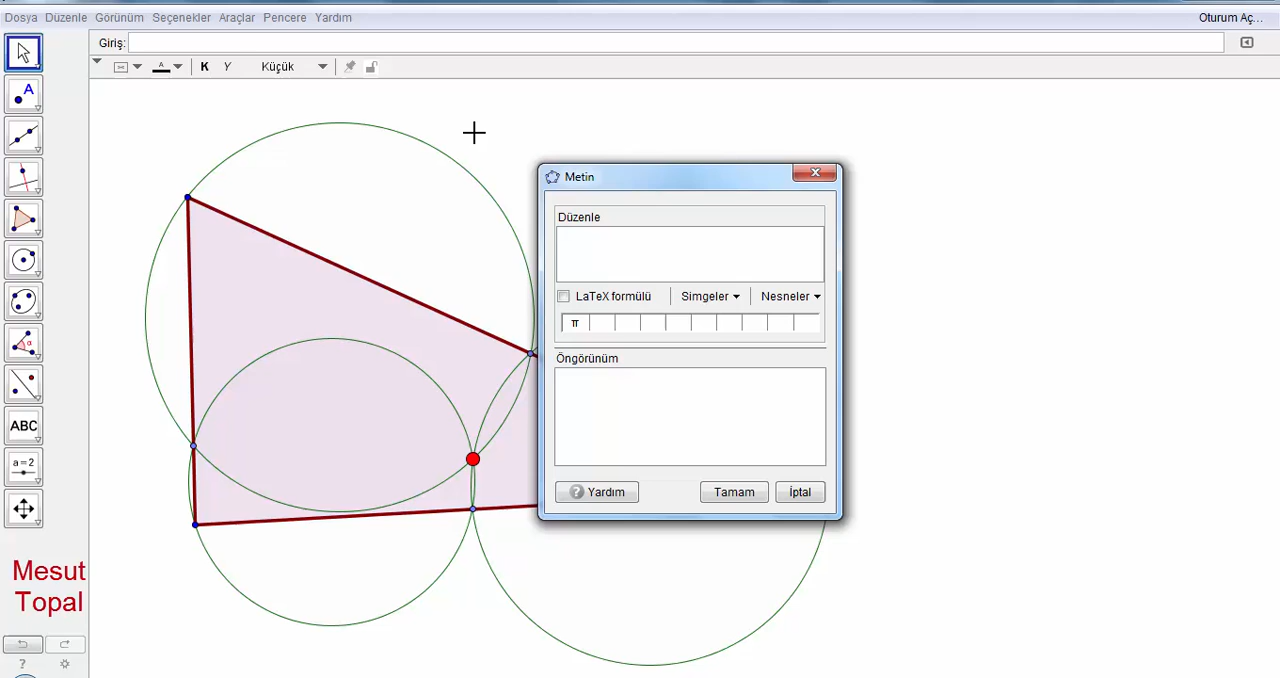 Dosya Düzenle Görünüm Seçenekler Araçlar Pencere Yardım
Oturum Aç...
Giriş:
A K Y Küçük
A
Metin
Düzenle
LaTeX formülü Simgeler Nesneler
π
Öngörünüm
? Yardım Tamam İptal
α
ABC
a=2
Mesut
Topal
?